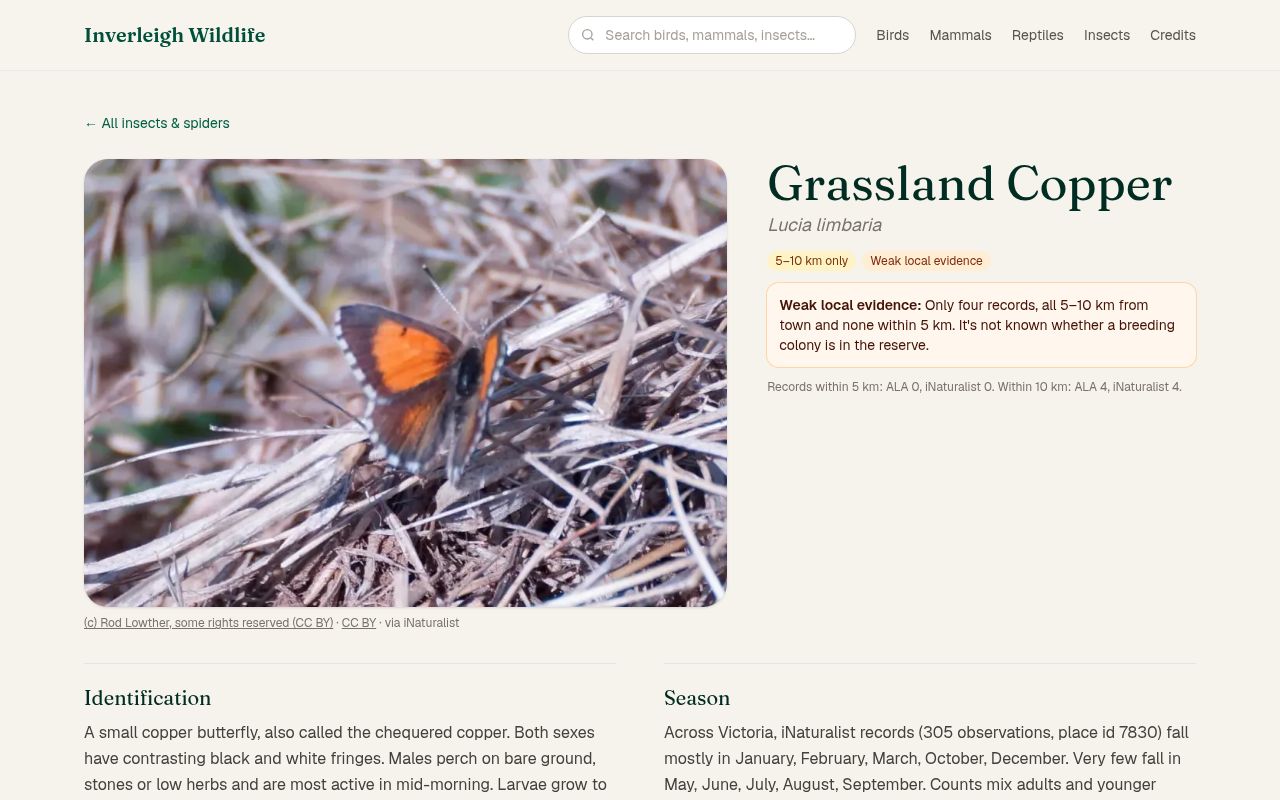 Inverleigh Wildlife
Search birds, mammals, insects...
Birds
Mammals
Reptiles
Insects
Credits
← All insects & spiders
Grassland Copper
Lucia limbaria
5–10 km only
Weak local evidence
Weak local evidence: Only four records, all 5–10 km from
town and none within 5 km. It's not known whether a breeding
colony is in the reserve.
Records within 5 km: ALA 0, iNaturalist 0. Within 10 km: ALA 4, iNaturalist 4.
(c) Rod Lowther, some rights reserved (CC BY) · CC BY · via iNaturalist
Identification
A small copper butterfly, also called the chequered copper. Both sexes
have contrasting black and white fringes. Males perch on bare ground,
stones or low herbs and are most active in mid-morning. Larvae grow to
Season
Across Victoria, iNaturalist records (305 observations, place id 7830) fall
mostly in January, February, March, October, December. Very few fall in
May, June, July, August, September. Counts mix adults and younger